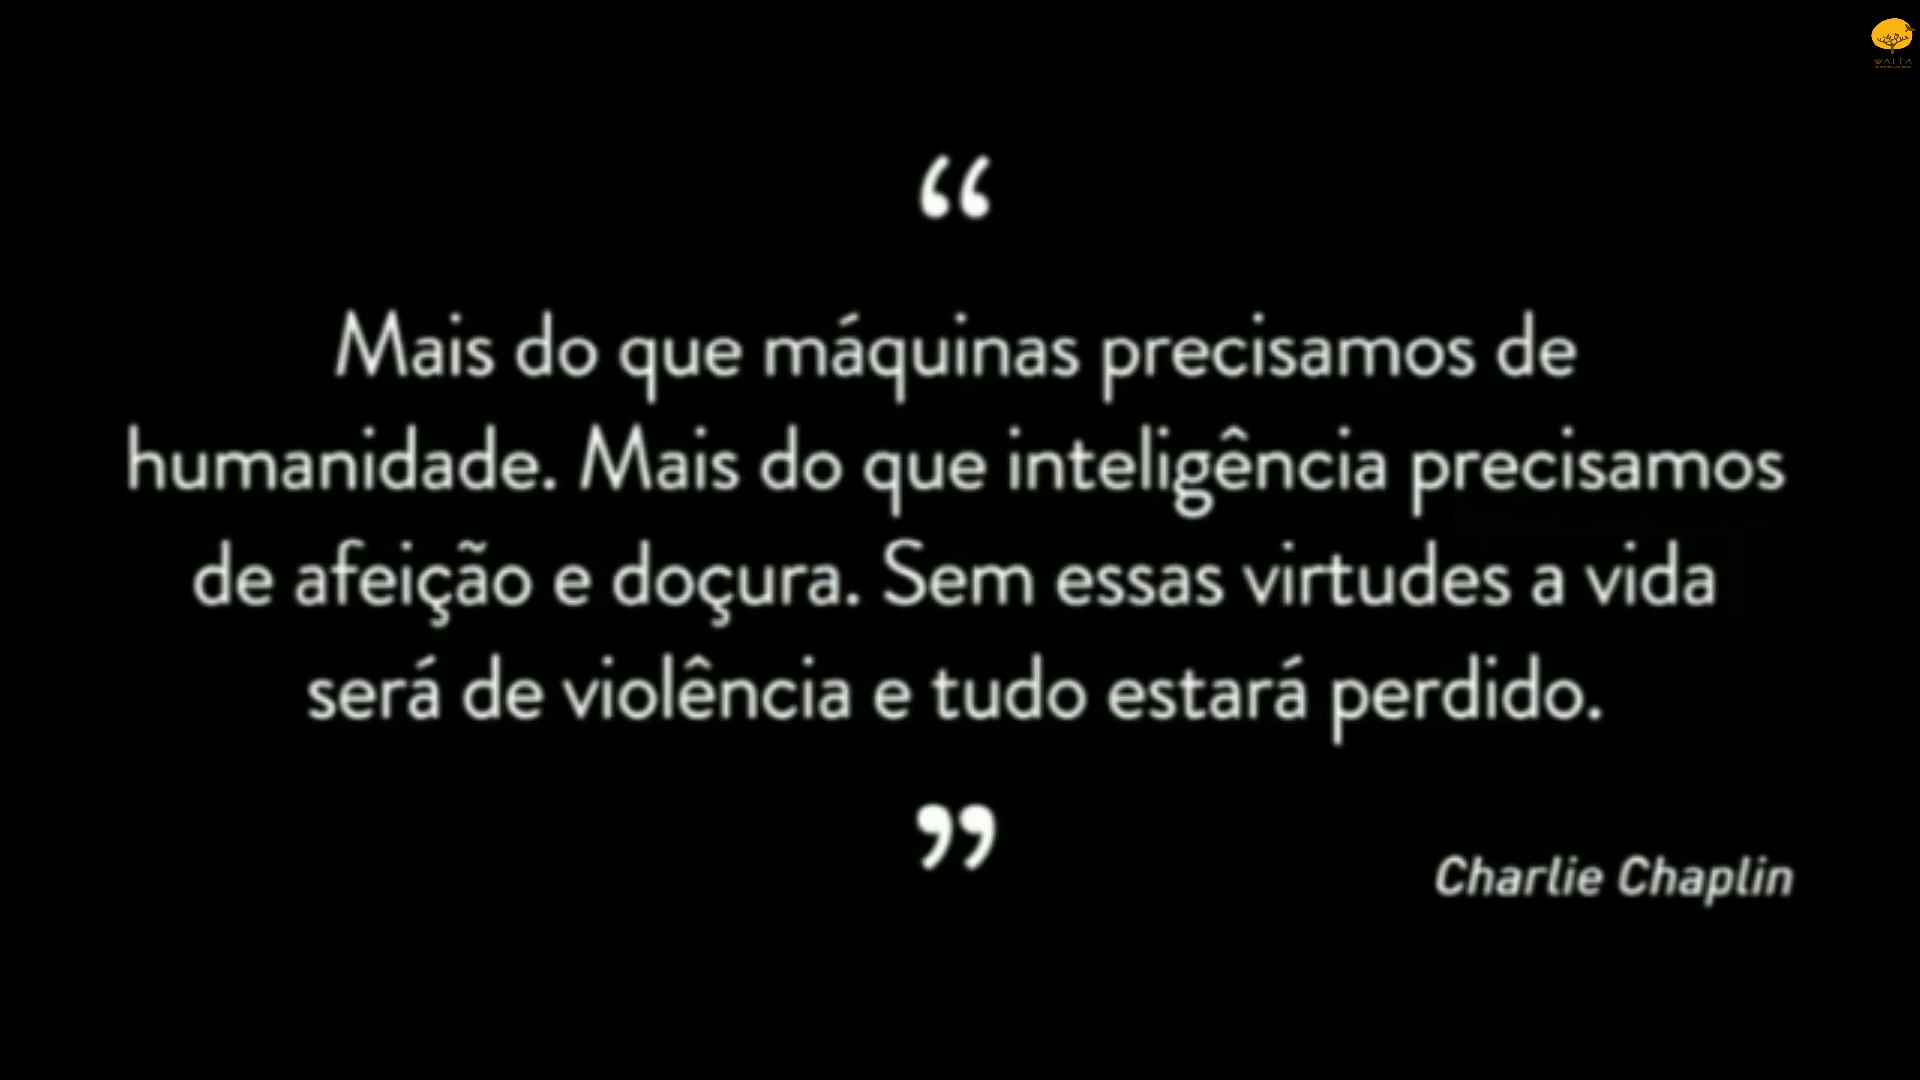 WAITA
“
Mais do que máquinas precisamos de
humanidade. Mais do que inteligência precisamos
de afeição e doçura. Sem essas virtudes a vida
será de violência e tudo estará perdido.
”
Charlie Chaplin